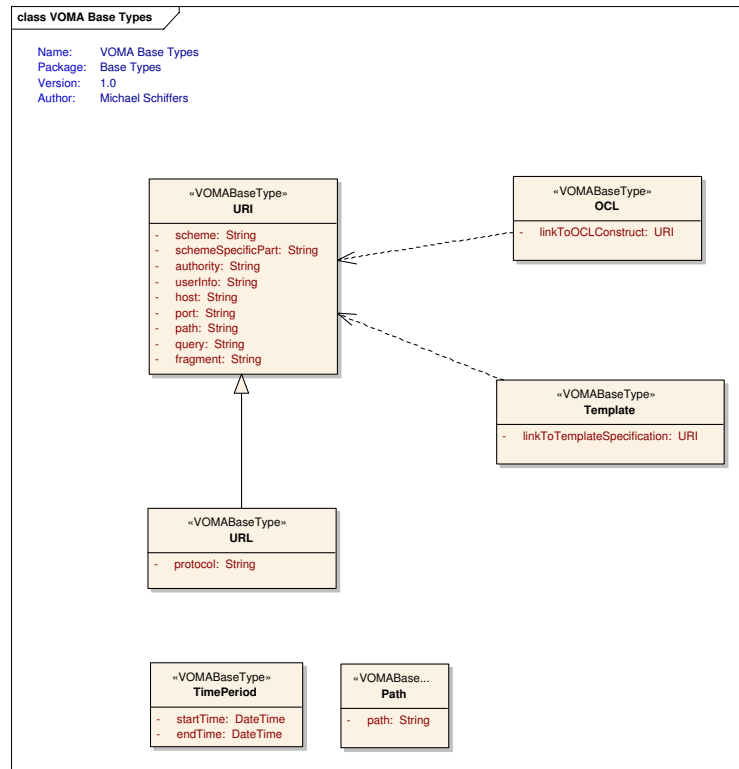 class VOMA Base Types
Name: VOMA Base Types
Package: Base Types
Version: 1.0
Author: Michael Schiffers
«VOMABaseType»
URI
- scheme: String
- schemeSpecificPart: String
- authority: String
- userInfo: String
- host: String
- port: String
- path: String
- query: String
- fragment: String
«VOMABaseType»
OCL
- linkToOCLConstruct: URI
«VOMABaseType»
Template
- linkToTemplateSpecification: URI
«VOMABaseType»
URL
- protocol: String
«VOMABaseType»
TimePeriod
- startTime: DateTime
- endTime: DateTime
«VOMABase...
Path
- path: String